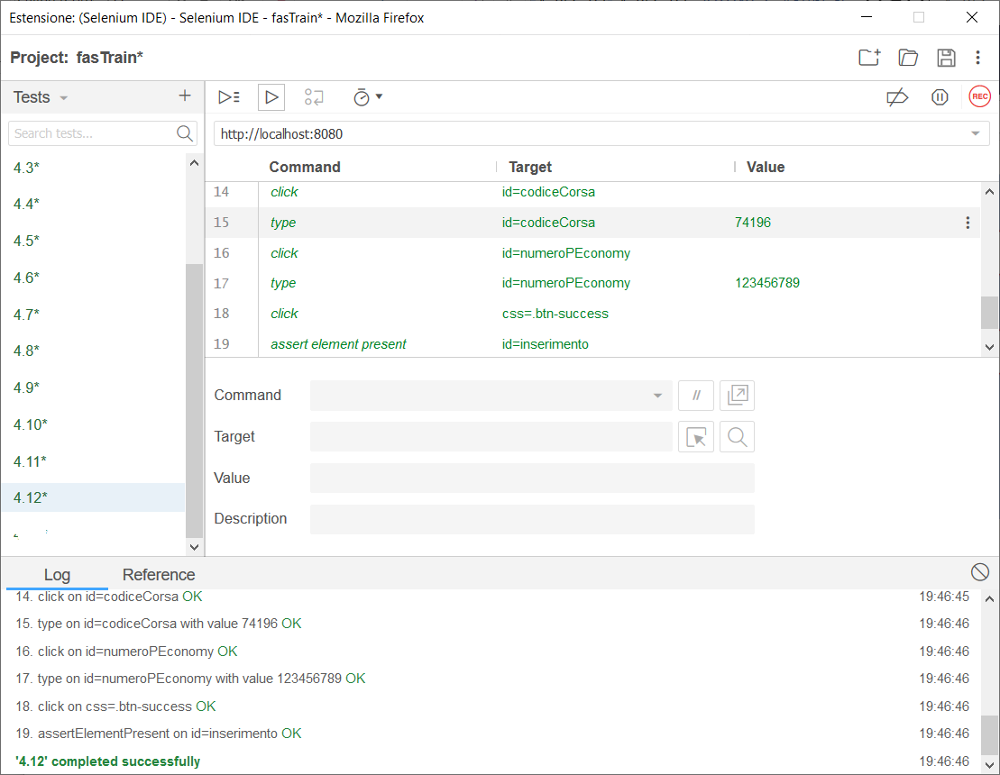 Estensione: (Selenium IDE) - Selenium IDE - fasTrain* - Mozilla Firefox
Project: fasTrain*
Tests
Search tests...
4.3*
4.4*
4.5*
4.6*
4.7*
4.8*
4.9*
4.10*
4.11*
4.12*
REC
http://localhost:8080
Command Target Value
14 click id=codiceCorsa
15 type id=codiceCorsa 74196
16 click id=numeroPEconomy
17 type id=numeroPEconomy 123456789
18 click css=.btn-success
19 assert element present id=inserimento
Command //
Target
Value
Description
Log Reference
14. click on id=codiceCorsa OK 19:46:45
15. type on id=codiceCorsa with value 74196 OK 19:46:46
16. click on id=numeroPEconomy OK 19:46:46
17. type on id=numeroPEconomy with value 123456789 OK 19:46:46
18. click on css=.btn-success OK 19:46:46
19. assertElementPresent on id=inserimento OK 19:46:46
'4.12' completed successfully 19:46:46